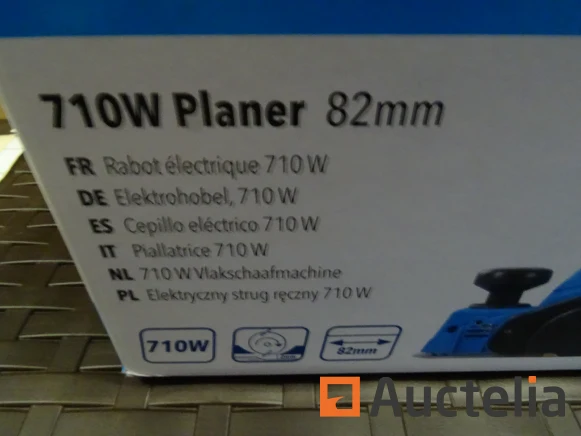 710W Planer 82mm
FR Rabot électrique 710 W
DE Elektrohobel, 710 W
ES Cepillo eléctrico 710 W
IT Piallatrice 710 W
NL 710 W Vlakschaafmachine
PL Elektryczny strug ręczny 710 W
710W
82mm
Auctelia